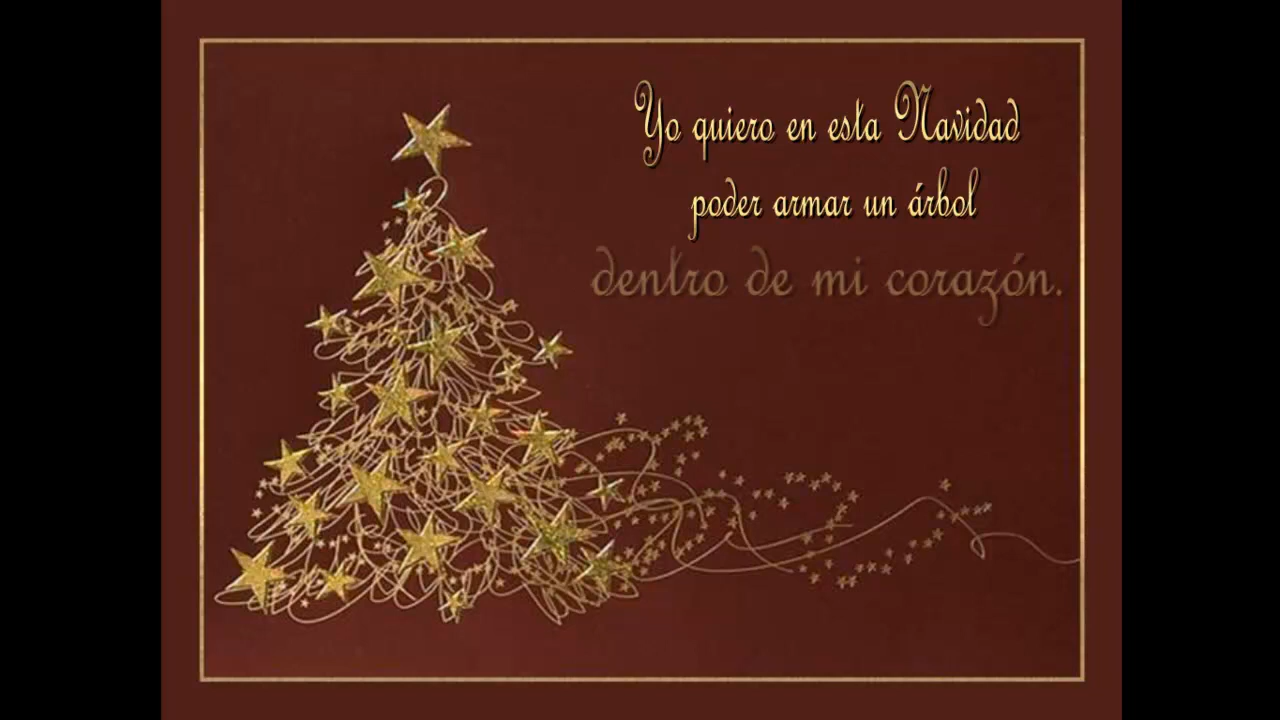 Yo quiero en esta Navidad
poder armar un árbol
dentro de mi corazón.